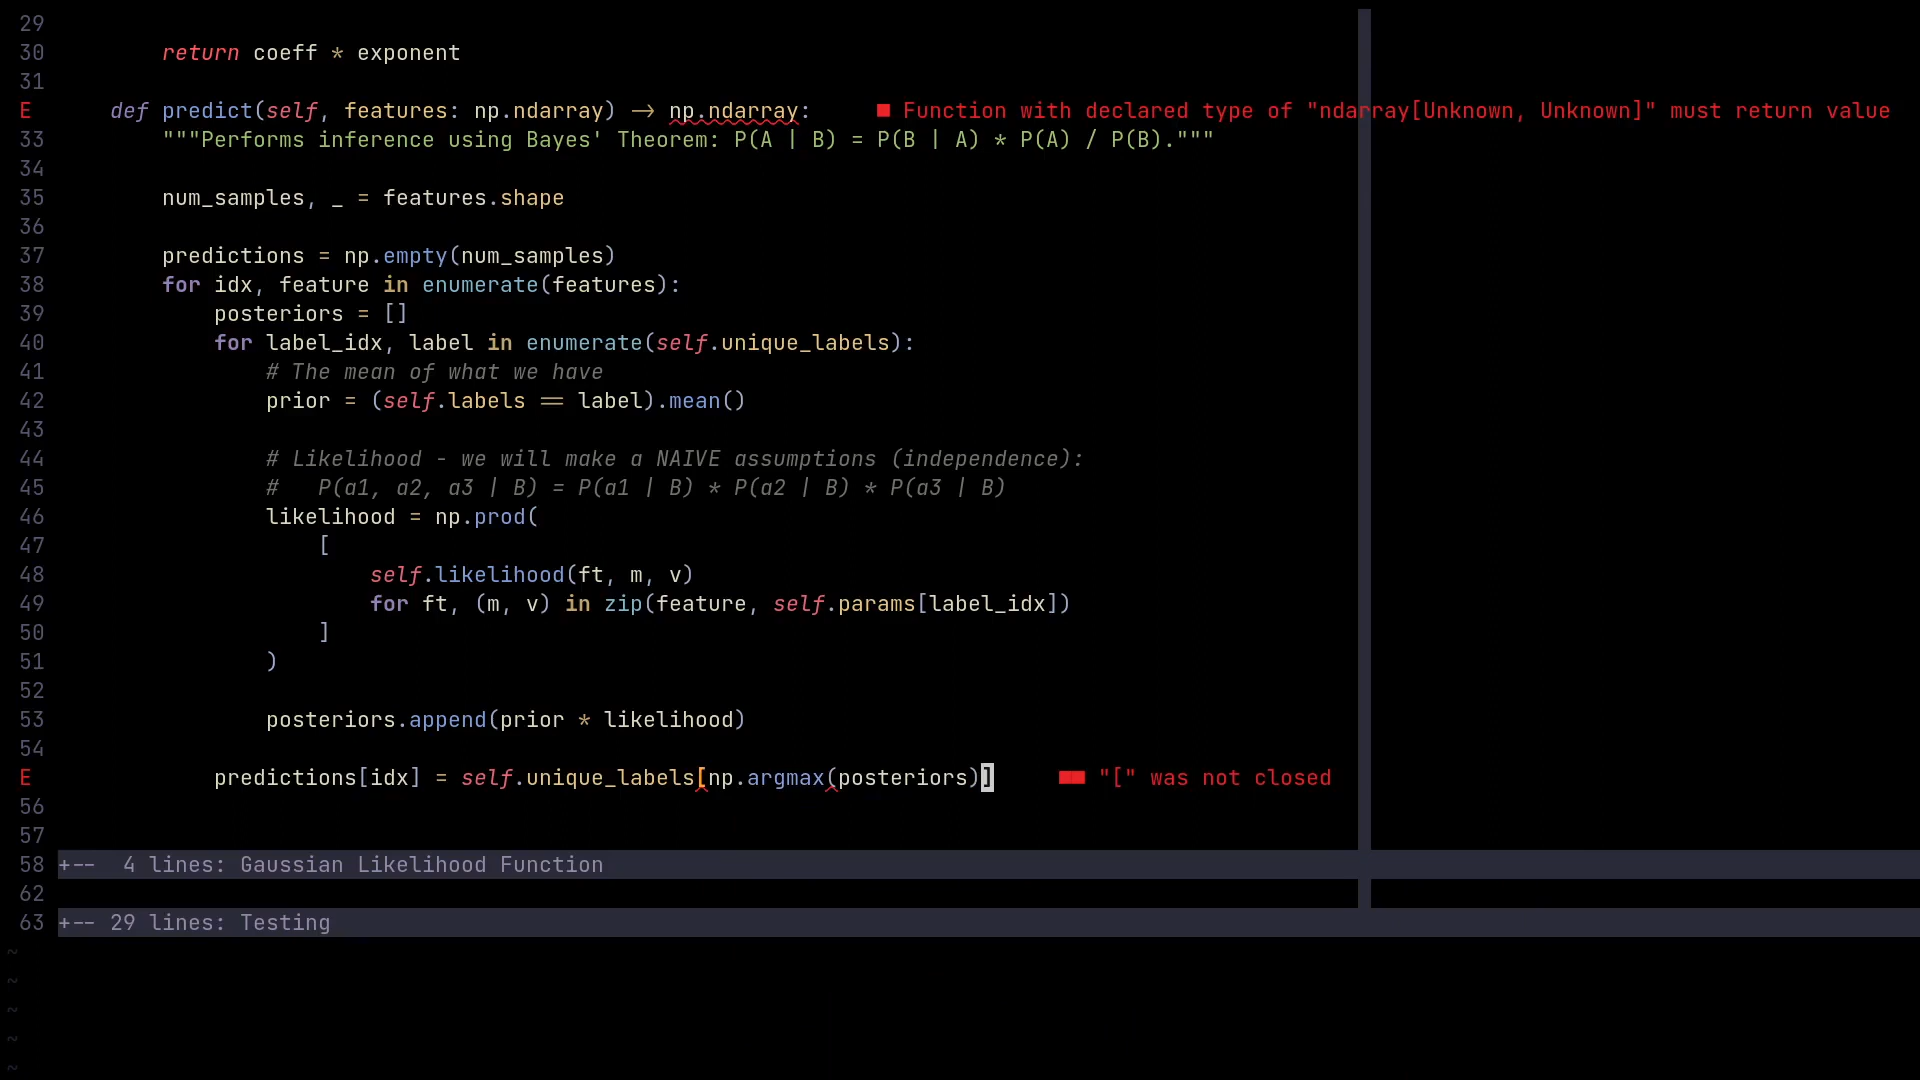 29
30         return coeff * exponent
31
E      def predict(self, features: np.ndarray) -> np.ndarray:     ■ Function with declared type of "ndarray[Unknown, Unknown]" must return value
33         """Performs inference using Bayes' Theorem: P(A | B) = P(B | A) * P(A) / P(B)."""
34
35         num_samples, _ = features.shape
36
37         predictions = np.empty(num_samples)
38         for idx, feature in enumerate(features):
39             posteriors = []
40             for label_idx, label in enumerate(self.unique_labels):
41                 # The mean of what we have
42                 prior = (self.labels == label).mean()
43
44                 # Likelihood - we will make a NAIVE assumptions (independence):
45                 #   P(a1, a2, a3 | B) = P(a1 | B) * P(a2 | B) * P(a3 | B)
46                 likelihood = np.prod(
47                     [
48                         self.likelihood(ft, m, v)
49                         for ft, (m, v) in zip(feature, self.params[label_idx])
50                     ]
51                 )
52
53                 posteriors.append(prior * likelihood)
54
E              predictions[idx] = self.unique_labels[np.argmax(posteriors)]     ■■ "[" was not closed
56
57
58 +--  4 lines: Gaussian Likelihood Function
62
63 +-- 29 lines: Testing
~
~
~
~
~